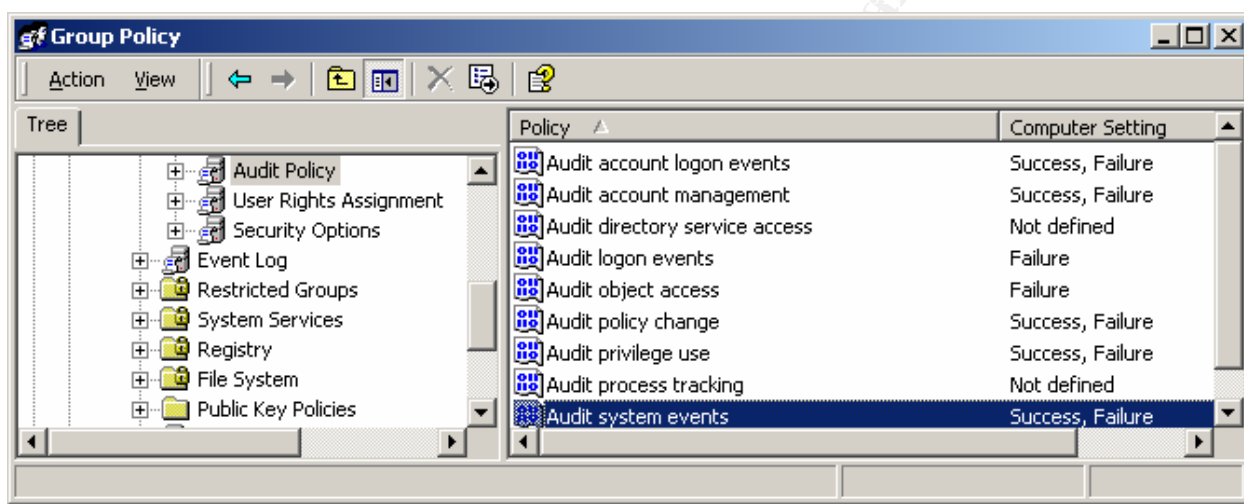 Group Policy
Action View
Tree
Audit Policy
User Rights Assignment
Security Options
Event Log
Restricted Groups
System Services
Registry
File System
Public Key Policies
Policy Computer Setting
Audit account logon events Success, Failure
Audit account management Success, Failure
Audit directory service access Not defined
Audit logon events Failure
Audit object access Failure
Audit policy change Success, Failure
Audit privilege use Success, Failure
Audit process tracking Not defined
Audit system events Success, Failure